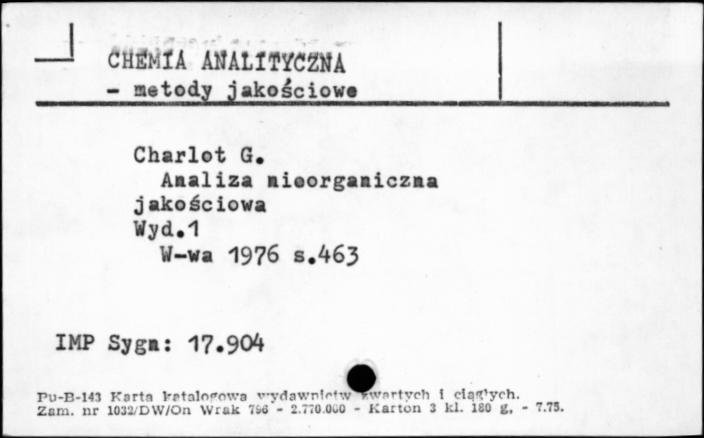 CHEMIA ANALITYCZNA
- metody jakościowe
Charlot G.
Analiza nieorganiczna
jakościowa
Wyd.1
W-wa 1976 s.463
IMP Sygn: 17.904
Pu-B-143 Karta katalogowa wydawnictw zwartych i ciągłych.
Zam. nr 1032/DW/On Wrak 796 - 2.770.000 - Karton 3 kl. 180 g, - 7.75.